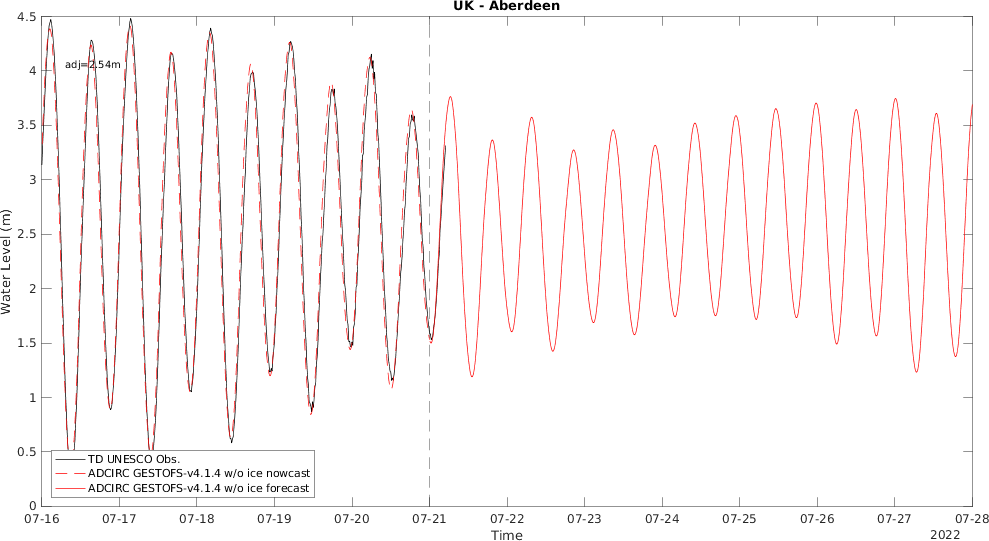 UK - Aberdeen
4.5
4
3.5
3
2.5
2
1.5
1
0.5
0
Water Level (m)
adj=2.54m
TD UNESCO Obs.
ADCIRC GESTOFS-v4.1.4 w/o ice nowcast
ADCIRC GESTOFS-v4.1.4 w/o ice forecast
07-16 07-17 07-18 07-19 07-20 07-21 07-22 07-23 07-24 07-25 07-26 07-27 07-28
Time
2022